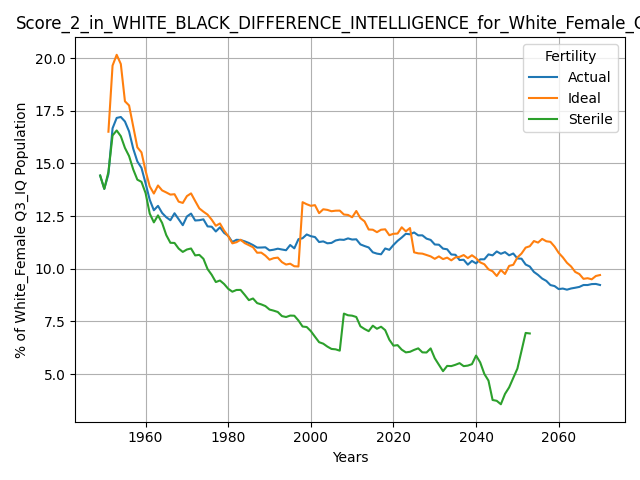 Score_2_in_WHITE_BLACK_DIFFERENCE_INTELLIGENCE_for_White_Female_Q
Fertility
Actual
Ideal
Sterile
% of White_Female Q3_IQ Population
20.0
17.5
15.0
12.5
10.0
7.5
5.0
1960 1980 2000 2020 2040 2060
Years